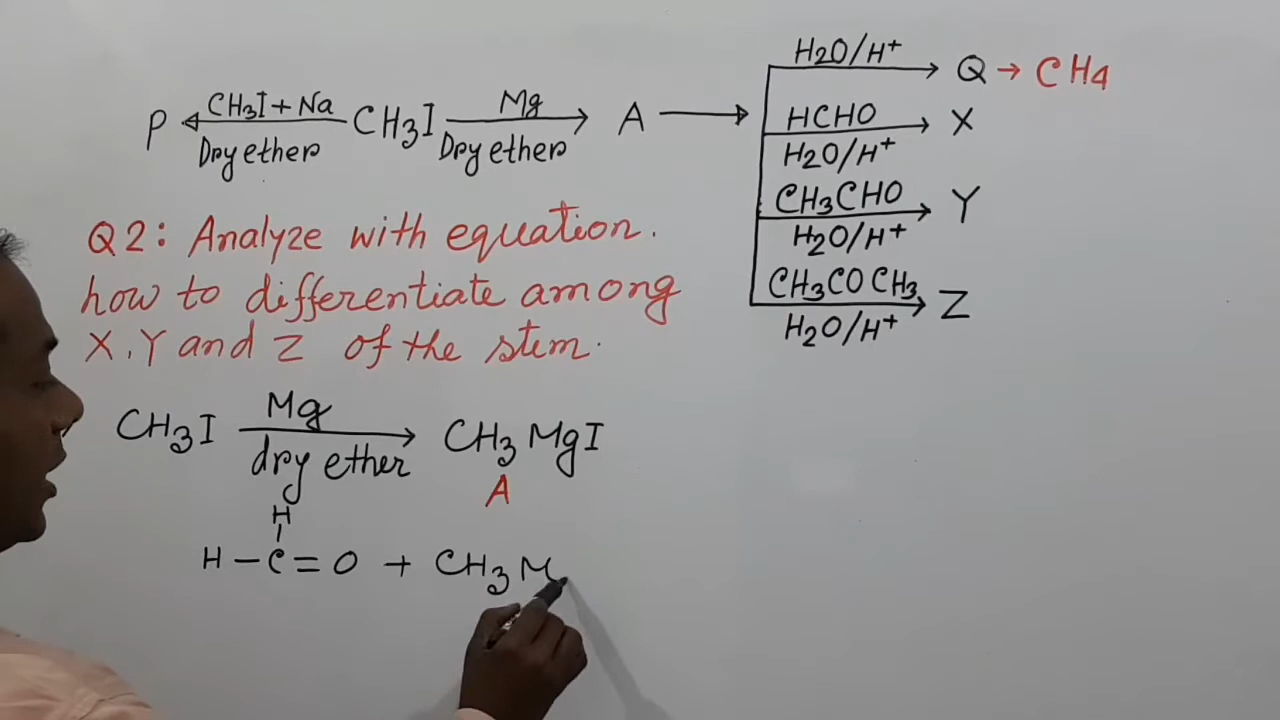 P ⟵ CH3I + Na / Dry ether CH3I Mg / Dry ether ⟶ A ⟶
H2O/H+ ⟶ Q → CH4
HCHO ⟶ X
H2O/H+
CH3CHO ⟶ Y
H2O/H+
CH3COCH3 ⟶ Z
H2O/H+
Q2: Analyze with equation.
how to differentiate among
X, Y and Z of the stem.
CH3I Mg / dry ether ⟶ CH3MgI
A
H
H – C = O + CH3M